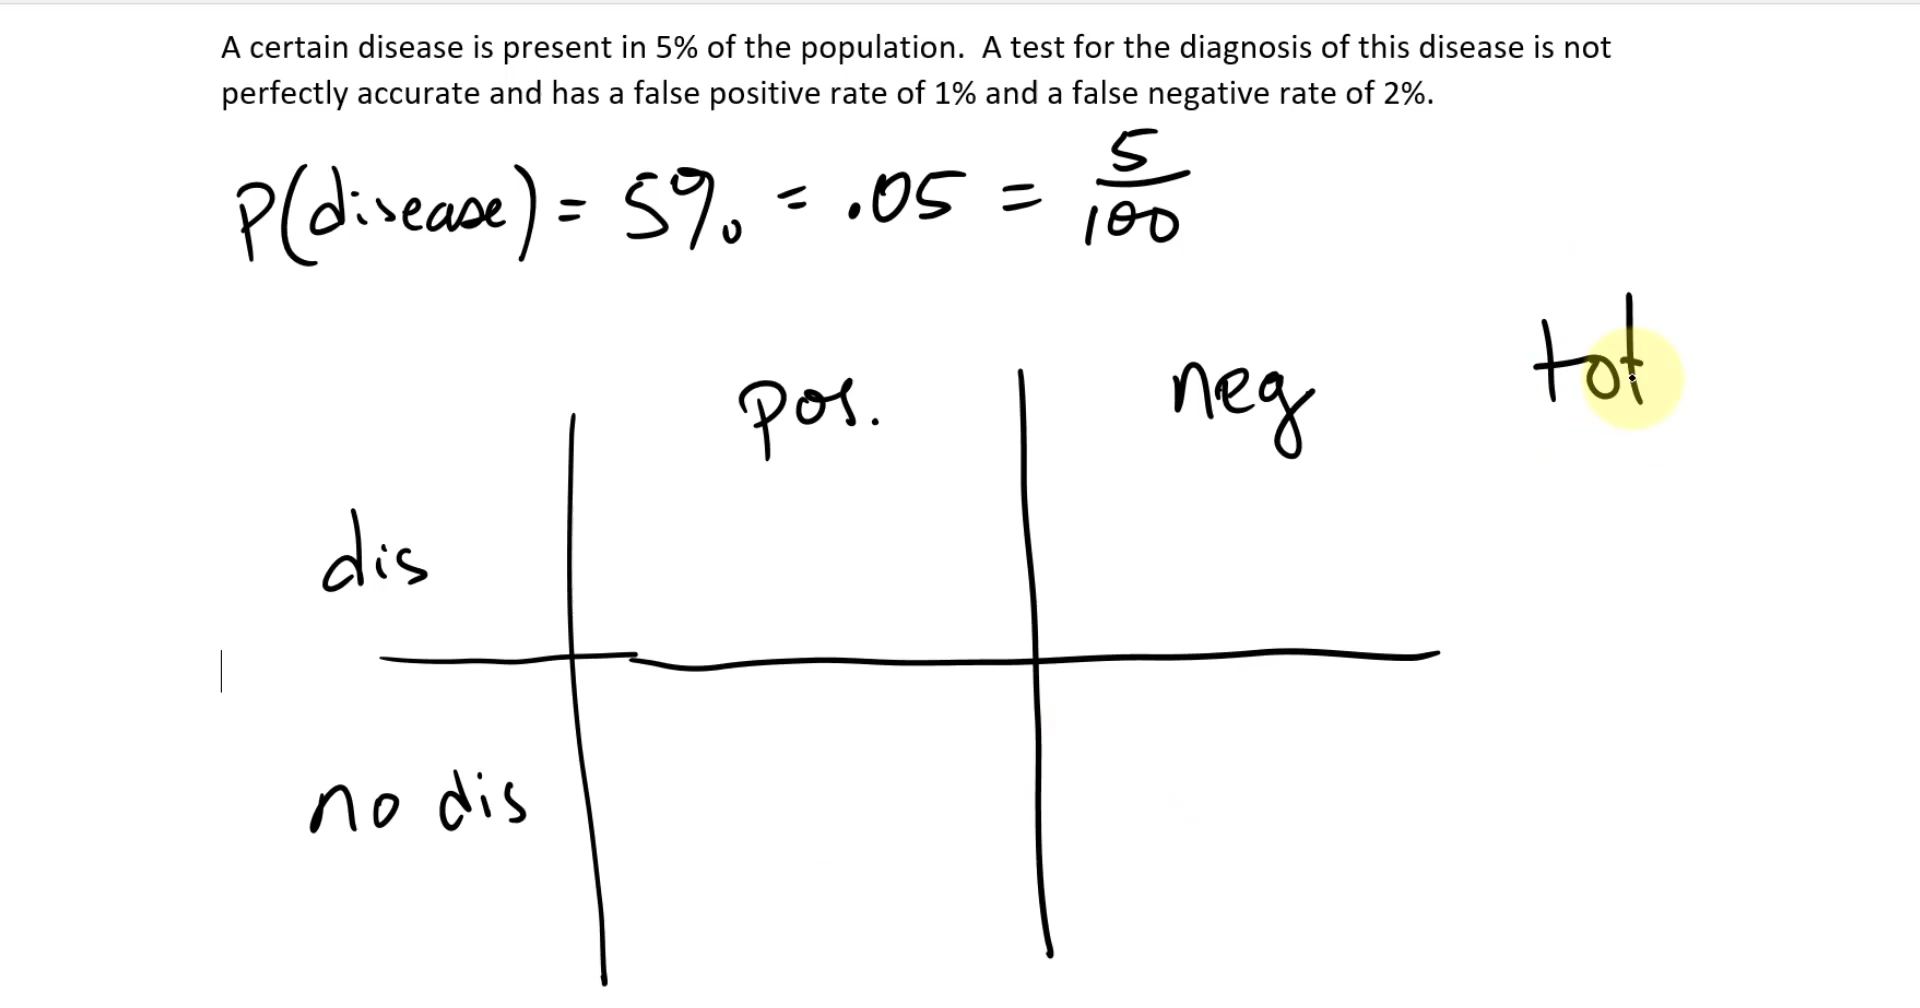 A certain disease is present in 5% of the population.  A test for the diagnosis of this disease is not
perfectly accurate and has a false positive rate of 1% and a false negative rate of 2%.
P(disease) = 5% = .05 = 5/100
pos. neg tot
dis
no dis